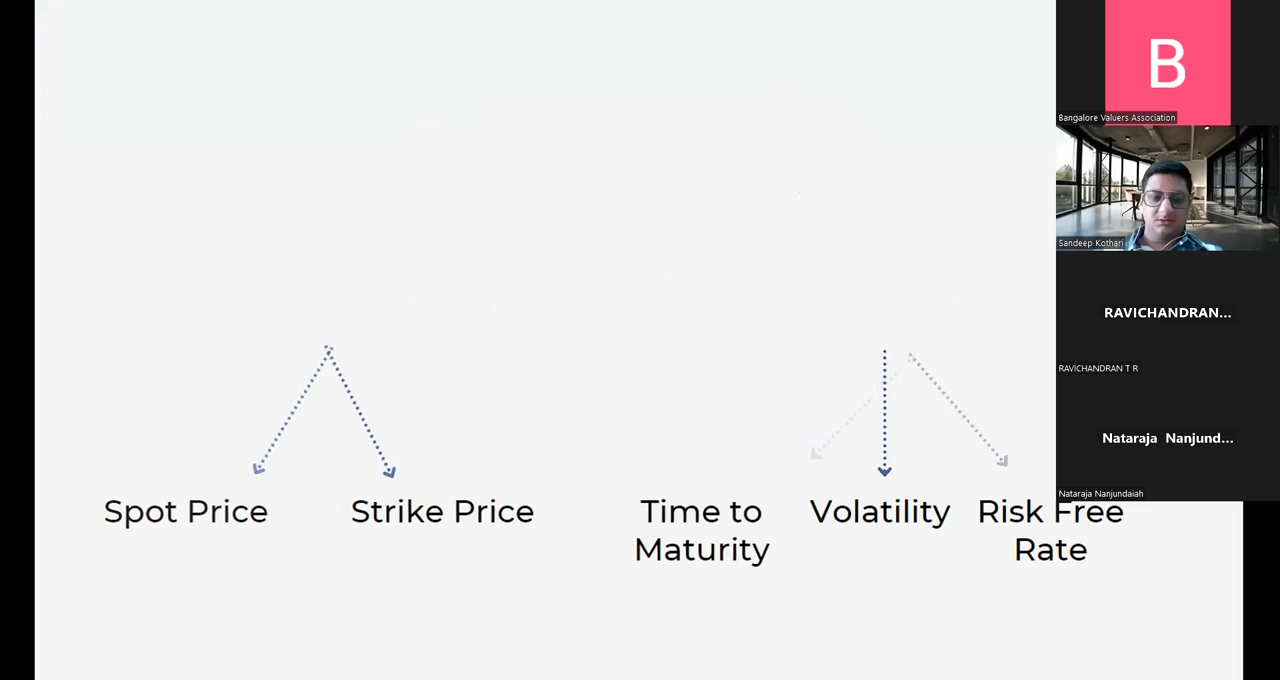 B
Bangalore Valuers Association
Sandeep Kothari
RAVICHANDRAN...
RAVICHANDRAN T R
Nataraja Nanjund...
Nataraja Nanjundaiah
Spot Price
Strike Price
Time to
Maturity
Volatility
Risk Free
Rate